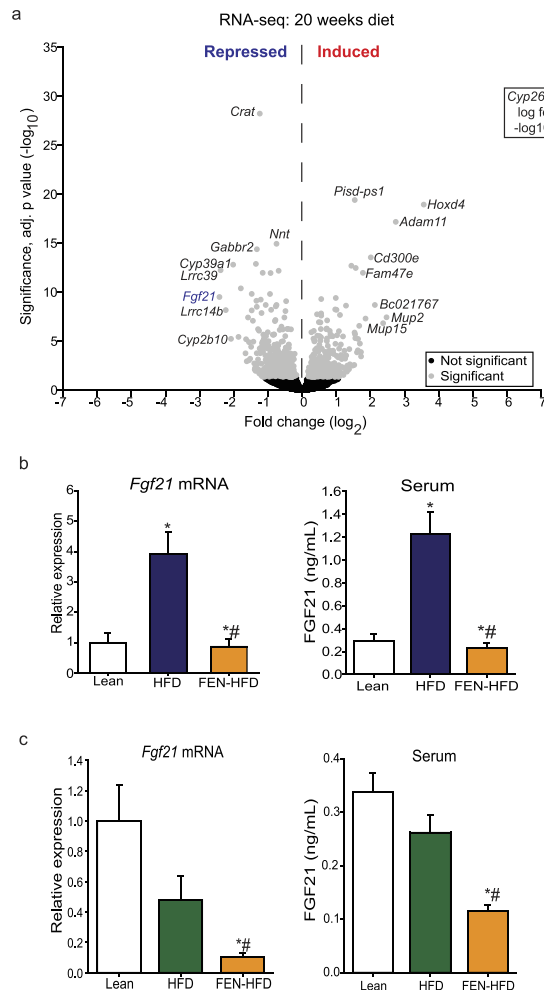 a
RNA-seq: 20 weeks diet
Repressed
Induced
Significance, adj. p value (-log10)
35
30
25
20
15
10
5
0
Crat
Cyp26
log fo
-log10
Pisd-ps1
Hoxd4
Adam11
Nnt
Gabbr2
Cyp39a1
Cd300e
Lrrc39
Fam47e
Fgf21
Bc021767
Lrrc14b
Mup2
Mup15
Cyp2b10
Not significant
Significant
-7 -6 -5 -4 -3 -2 -1 0 1 2 3 4 5 6 7
Fold change (log2)
b
Fgf21 mRNA
Relative expression
6
5
4
3
2
1
0
*
*#
Lean HFD FEN-HFD
Serum
FGF21 (ng/mL)
1.6
1.4
1.2
1.0
0.8
0.6
0.4
0.2
0.0
*
*#
Lean HFD FEN-HFD
c
Fgf21 mRNA
Relative expression
1.4
1.2
1.0
0.8
0.6
0.4
0.2
0.0
*#
Lean HFD FEN-HFD
Serum
FGF21 (ng/mL)
0.4
0.3
0.2
0.1
0.0
*#
Lean HFD FEN-HFD